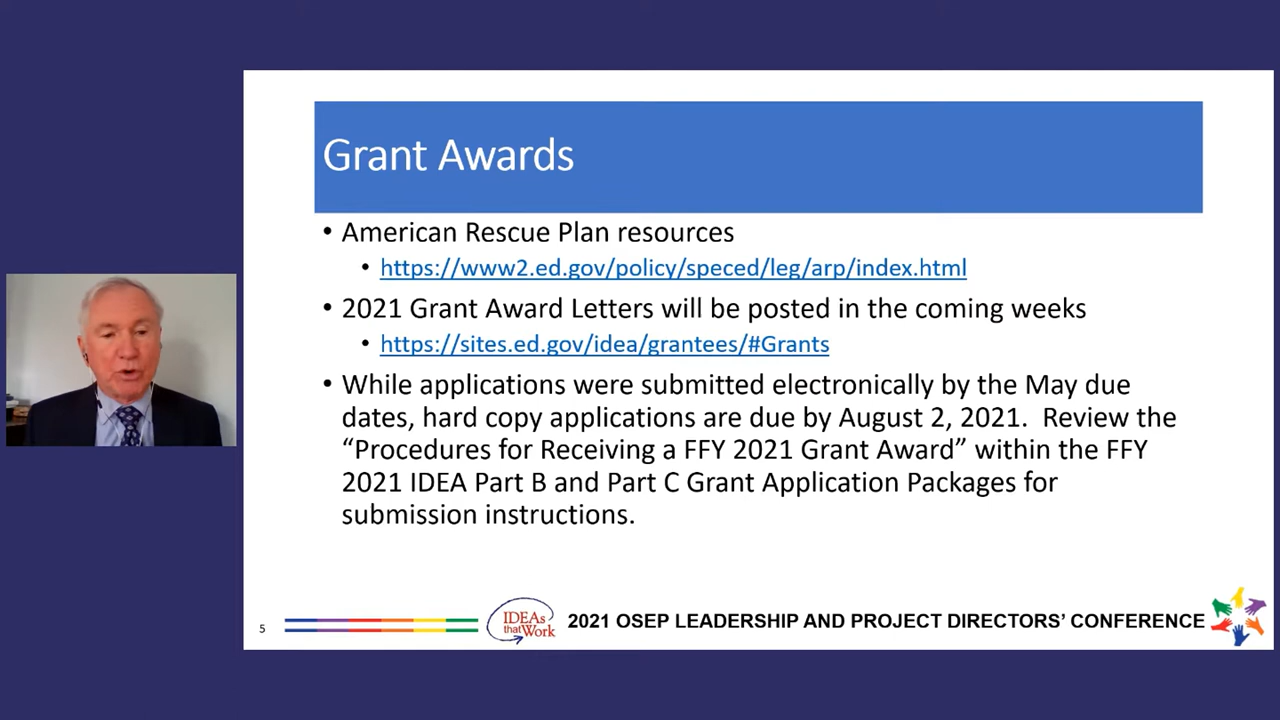 Grant Awards
• American Rescue Plan resources
• https://www2.ed.gov/policy/speced/leg/arp/index.html
• 2021 Grant Award Letters will be posted in the coming weeks
• https://sites.ed.gov/idea/grantees/#Grants
• While applications were submitted electronically by the May due
dates, hard copy applications are due by August 2, 2021.  Review the
“Procedures for Receiving a FFY 2021 Grant Award” within the FFY
2021 IDEA Part B and Part C Grant Application Packages for
submission instructions.
5
IDEAs
that Work
2021 OSEP LEADERSHIP AND PROJECT DIRECTORS’ CONFERENCE